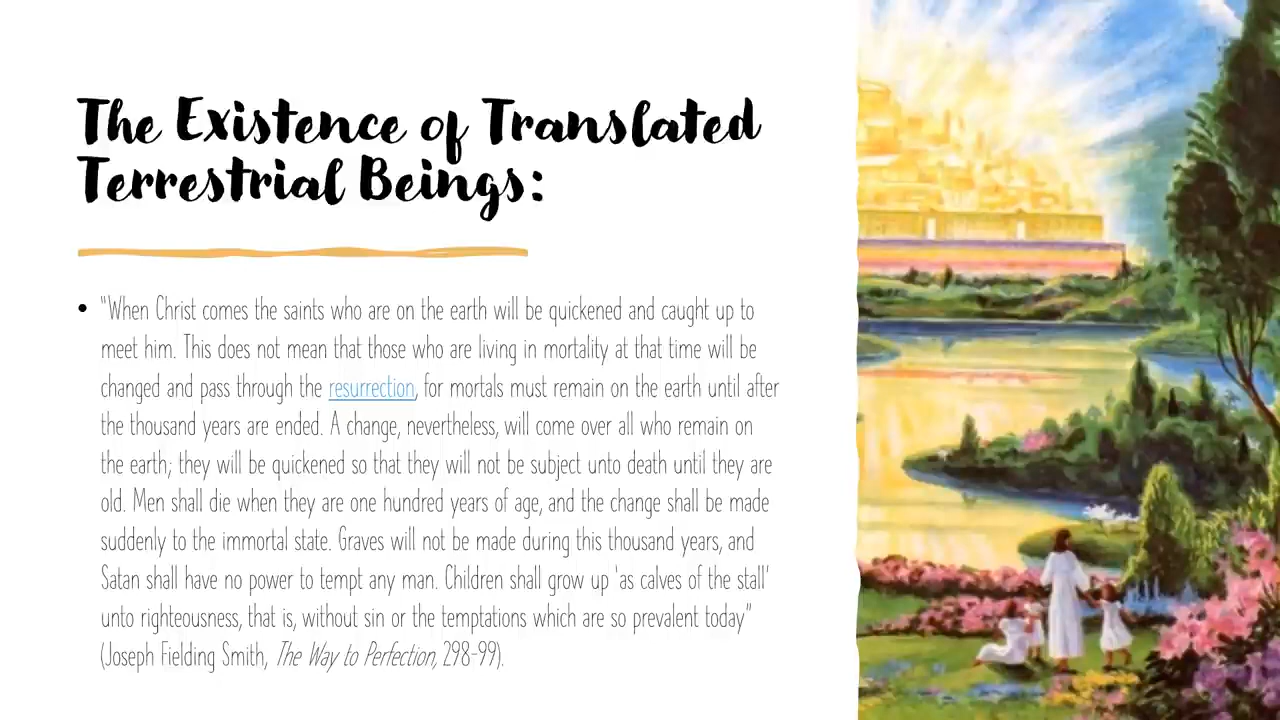 The Existence of Translated
Terrestrial Beings:
• "When Christ comes the saints who are on the earth will be quickened and caught up to
meet him. This does not mean that those who are living in mortality at that time will be
changed and pass through the resurrection, for mortals must remain on the earth until after
the thousand years are ended. A change, nevertheless, will come over all who remain on
the earth; they will be quickened so that they will not be subject unto death until they are
old. Men shall die when they are one hundred years of age, and the change shall be made
suddenly to the immortal state. Graves will not be made during this thousand years, and
Satan shall have no power to tempt any man. Children shall grow up 'as calves of the stall'
unto righteousness, that is, without sin or the temptations which are so prevalent today"
(Joseph Fielding Smith, The Way to Perfection, 298-99).